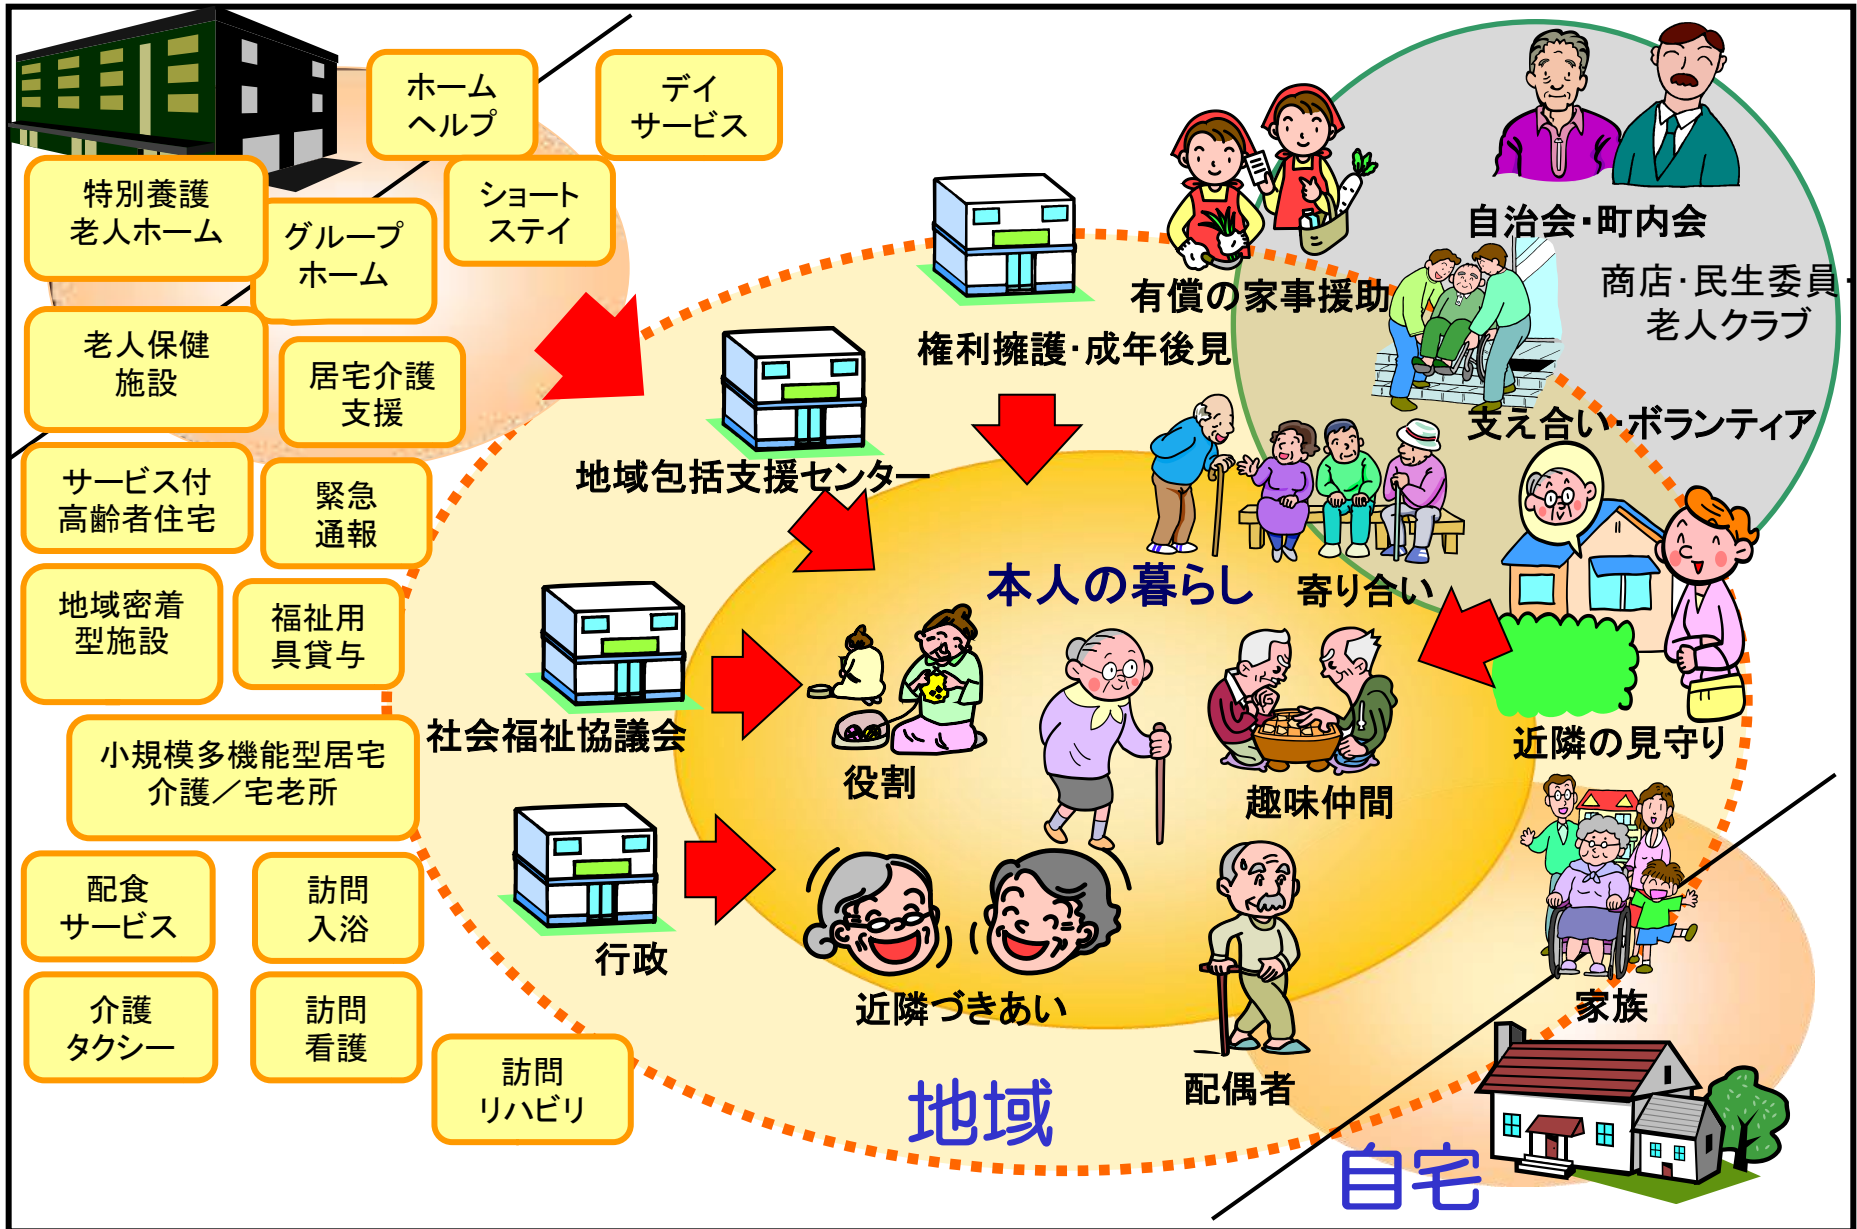 ホーム
ヘルプ
デイ
サービス
特別養護
老人ホーム
グループ
ホーム
ショート
ステイ
老人保健
施設
居宅介護
支援
サービス付
高齢者住宅
緊急
通報
地域密着
型施設
福祉用
具貸与
小規模多機能型居宅
介護／宅老所
配食
サービス
訪問
入浴
介護
タクシー
訪問
看護
訪問
リハビリ
自治会・町内会
商店・民生委員・
老人クラブ
有償の家事援助
権利擁護・成年後見
支え合い・ボランティア
地域包括支援センター
本人の暮らし
寄り合い
社会福祉協議会
役割
趣味仲間
近隣の見守り
行政
近隣づきあい
配偶者
家族
地域
自宅